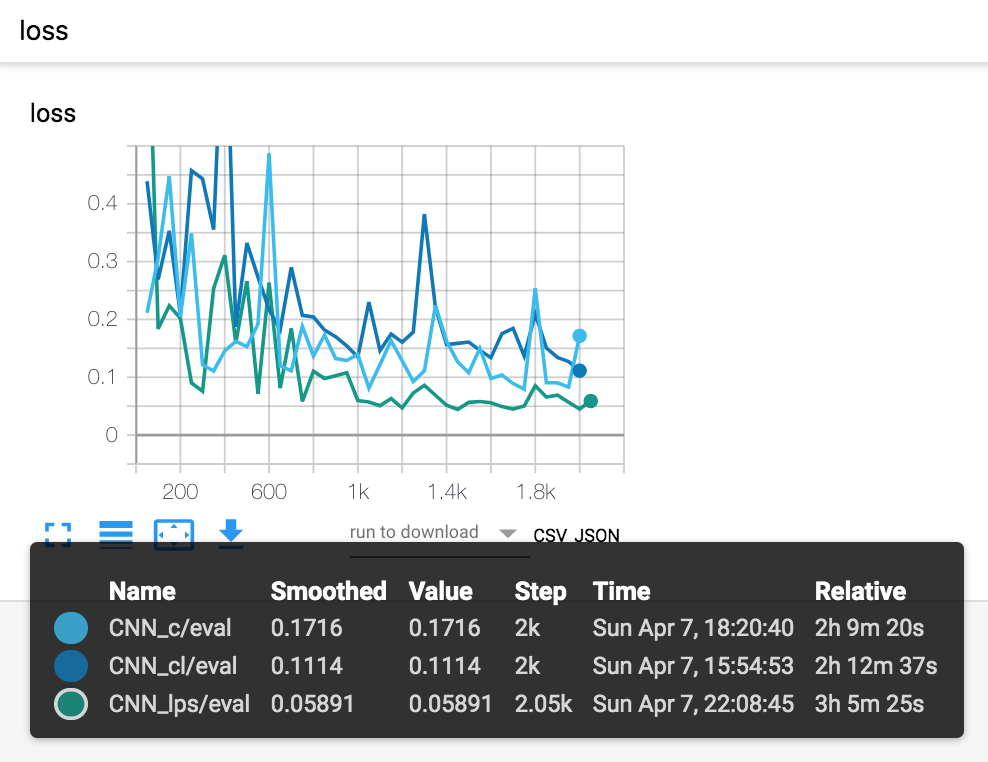 loss
loss
0.4
0.3
0.2
0.1
0
200 600 1k 1.4k 1.8k
run to download CSV JSON
Name Smoothed Value Step Time Relative
CNN_c/eval 0.1716 0.1716 2k Sun Apr 7, 18:20:40 2h 9m 20s
CNN_cl/eval 0.1114 0.1114 2k Sun Apr 7, 15:54:53 2h 12m 37s
CNN_lps/eval 0.05891 0.05891 2.05k Sun Apr 7, 22:08:45 3h 5m 25s